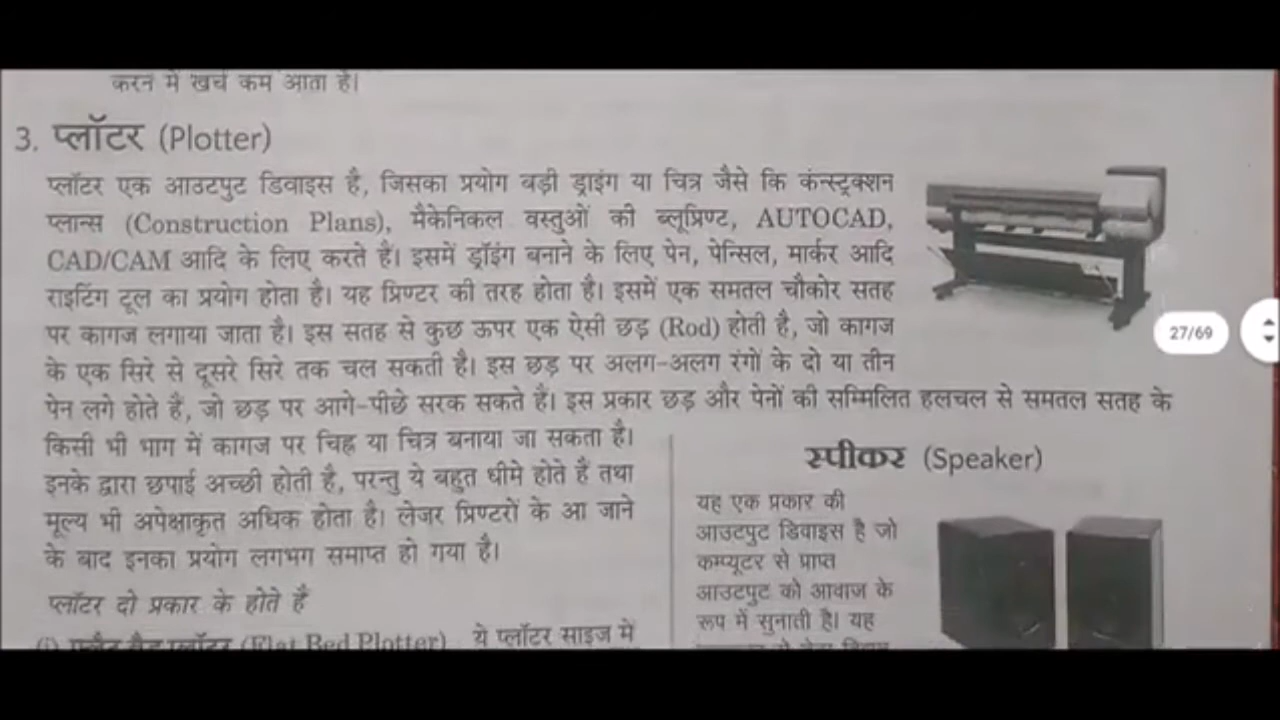 करने में खर्च कम आता है।
3. प्लॉटर (Plotter)
प्लॉटर एक आउटपुट डिवाइस है, जिसका प्रयोग बड़ी ड्राइंग या चित्र जैसे कि कंन्स्ट्रक्शन
प्लान्स (Construction Plans), मैकेनिकल वस्तुओं की ब्लूप्रिण्ट, AUTOCAD,
CAD/CAM आदि के लिए करते हैं। इसमें ड्रॉइंग बनाने के लिए पेन, पेन्सिल, मार्कर आदि
राइटिंग टूल का प्रयोग होता है। यह प्रिण्टर की तरह होता है। इसमें एक समतल चौकोर सतह
पर कागज लगाया जाता है। इस सतह से कुछ ऊपर एक ऐसी छड़ (Rod) होती है, जो कागज
के एक सिरे से दूसरे सिरे तक चल सकती है। इस छड़ पर अलग-अलग रंगो के दो या तीन
पेन लगे होते हैं, जो छड़ पर आगे-पीछे सरक सकते हैं। इस प्रकार छड़ और पेनों की सम्मिलित हलचल से समतल सतह के
किसी भी भाग में कागज पर चिह्न या चित्र बनाया जा सकता है।
इनके द्वारा छपाई अच्छी होती है, परन्तु ये बहुत धीमे होते हैं तथा
मूल्य भी अपेक्षाकृत अधिक होता है। लेजर प्रिण्टरों के आ जाने
के बाद इनका प्रयोग लगभग समाप्त हो गया है।
प्लॉटर दो प्रकार के होते हैं
(i) फ्लैट बैड प्लॉटर (Flat Bed Plotter) ये प्लॉटर साइज में
स्पीकर (Speaker)
यह एक प्रकार की
आउटपुट डिवाइस है जो
कम्प्यूटर से प्राप्त
आउटपुट को आवाज के
रूप में सुनाती है। यह
27/69